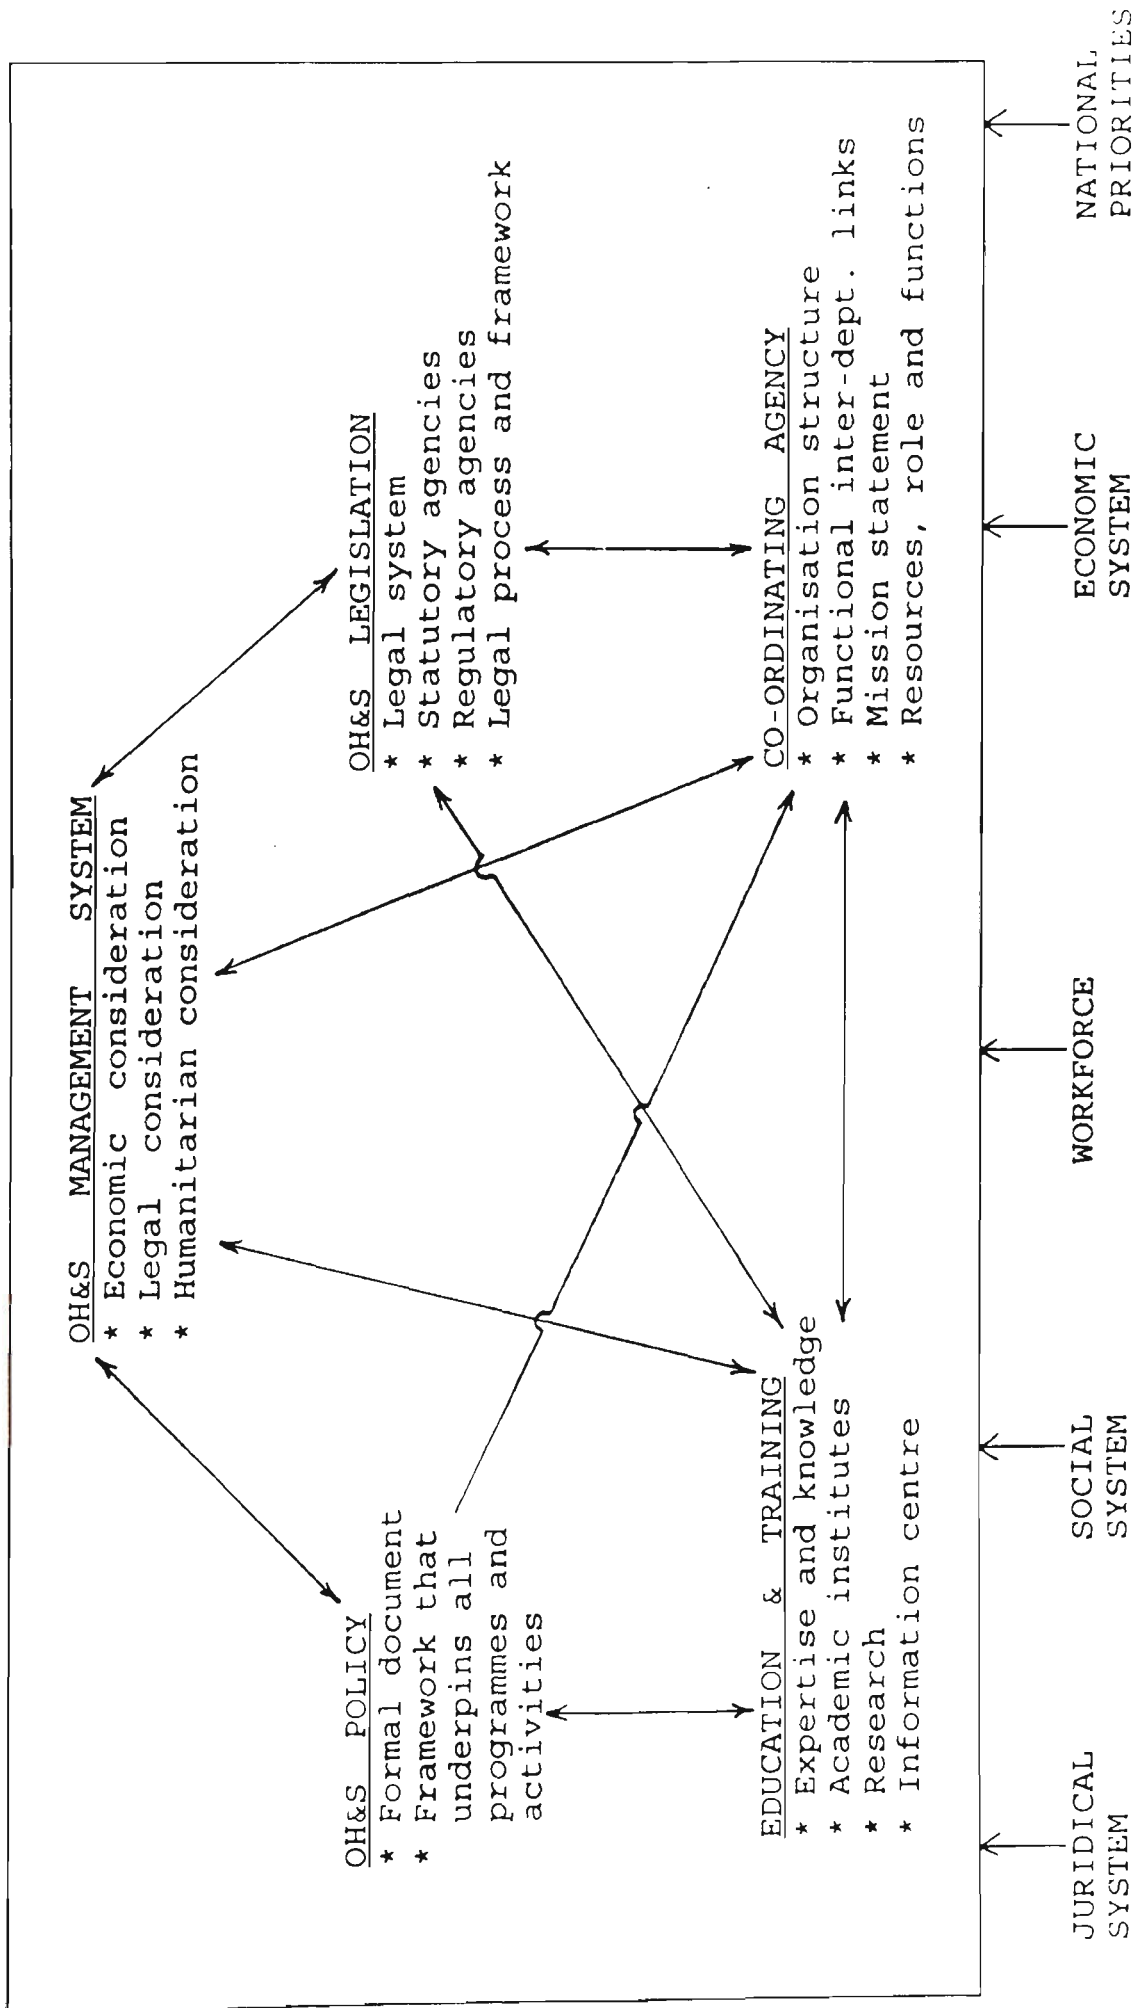 OH&S MANAGEMENT SYSTEM
* Economic consideration
* Legal consideration
* Humanitarian consideration
OH&S POLICY
* Formal document
* Framework that
underpins all
programmes and
activities
OH&S LEGISLATION
* Legal system
* Statutory agencies
* Regulatory agencies
* Legal process and framework
EDUCATION & TRAINING
* Expertise and knowledge
* Academic institutes
* Research
* Information centre
CO-ORDINATING AGENCY
* Organisation structure
* Functional inter-dept. links
* Mission statement
* Resources, role and functions
JURIDICAL
SYSTEM
SOCIAL
SYSTEM
WORKFORCE
ECONOMIC
SYSTEM
NATIONAL
PRIORITIES